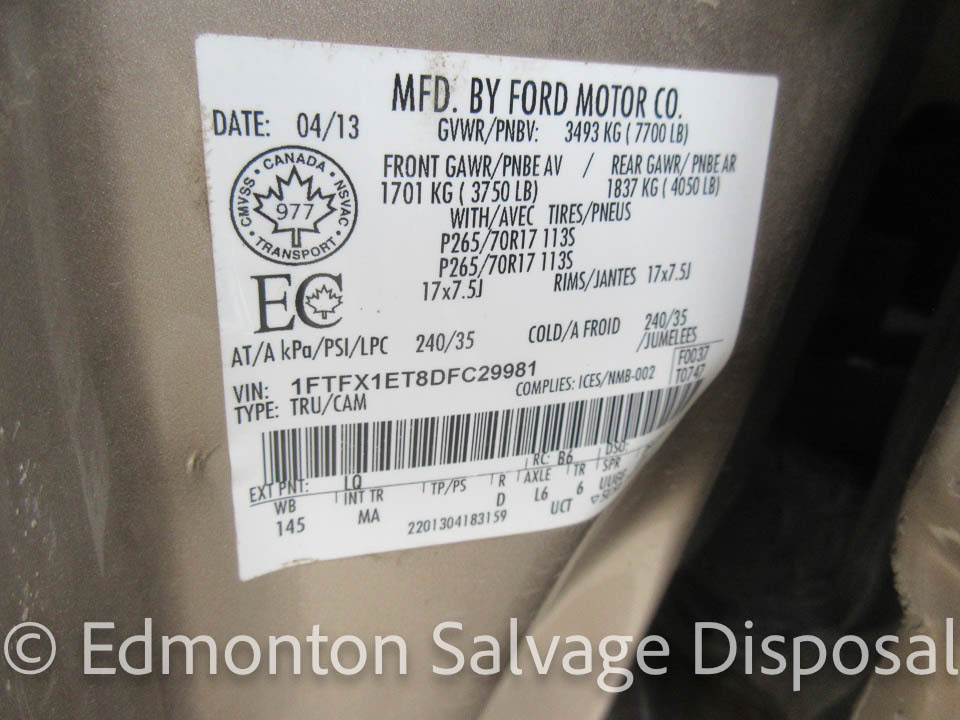 MFD. BY FORD MOTOR CO.
DATE: 04/13
GVWR/PNBV: 3493 KG ( 7700 LB)
FRONT GAWR/PNBE AV / REAR GAWR/ PNBE AR
1701 KG ( 3750 LB) 1837 KG ( 4050 LB)
WITH/AVEC TIRES/PNEUS
P265/70R17 113S
P265/70R17 113S
17x7.5J RIMS/JANTES 17x7.5J
CANADA
CMVSS NSVAC
977
TRANSPORT
EC
AT/A kPa/PSI/LPC 240/35 COLD/A FROID 240/35
/JUMELEES
VIN: 1FTFX1ET8DFC29981
COMPLIES: ICES/NMB-002
F0037
T0747
TYPE: TRU/CAM
EXT PNT: LQ RC: B6 DSO:
WB INT TR TP/PS R AXLE TR SPR
145 MA D L6 6
2201304183159 UCT
© Edmonton Salvage Disposal